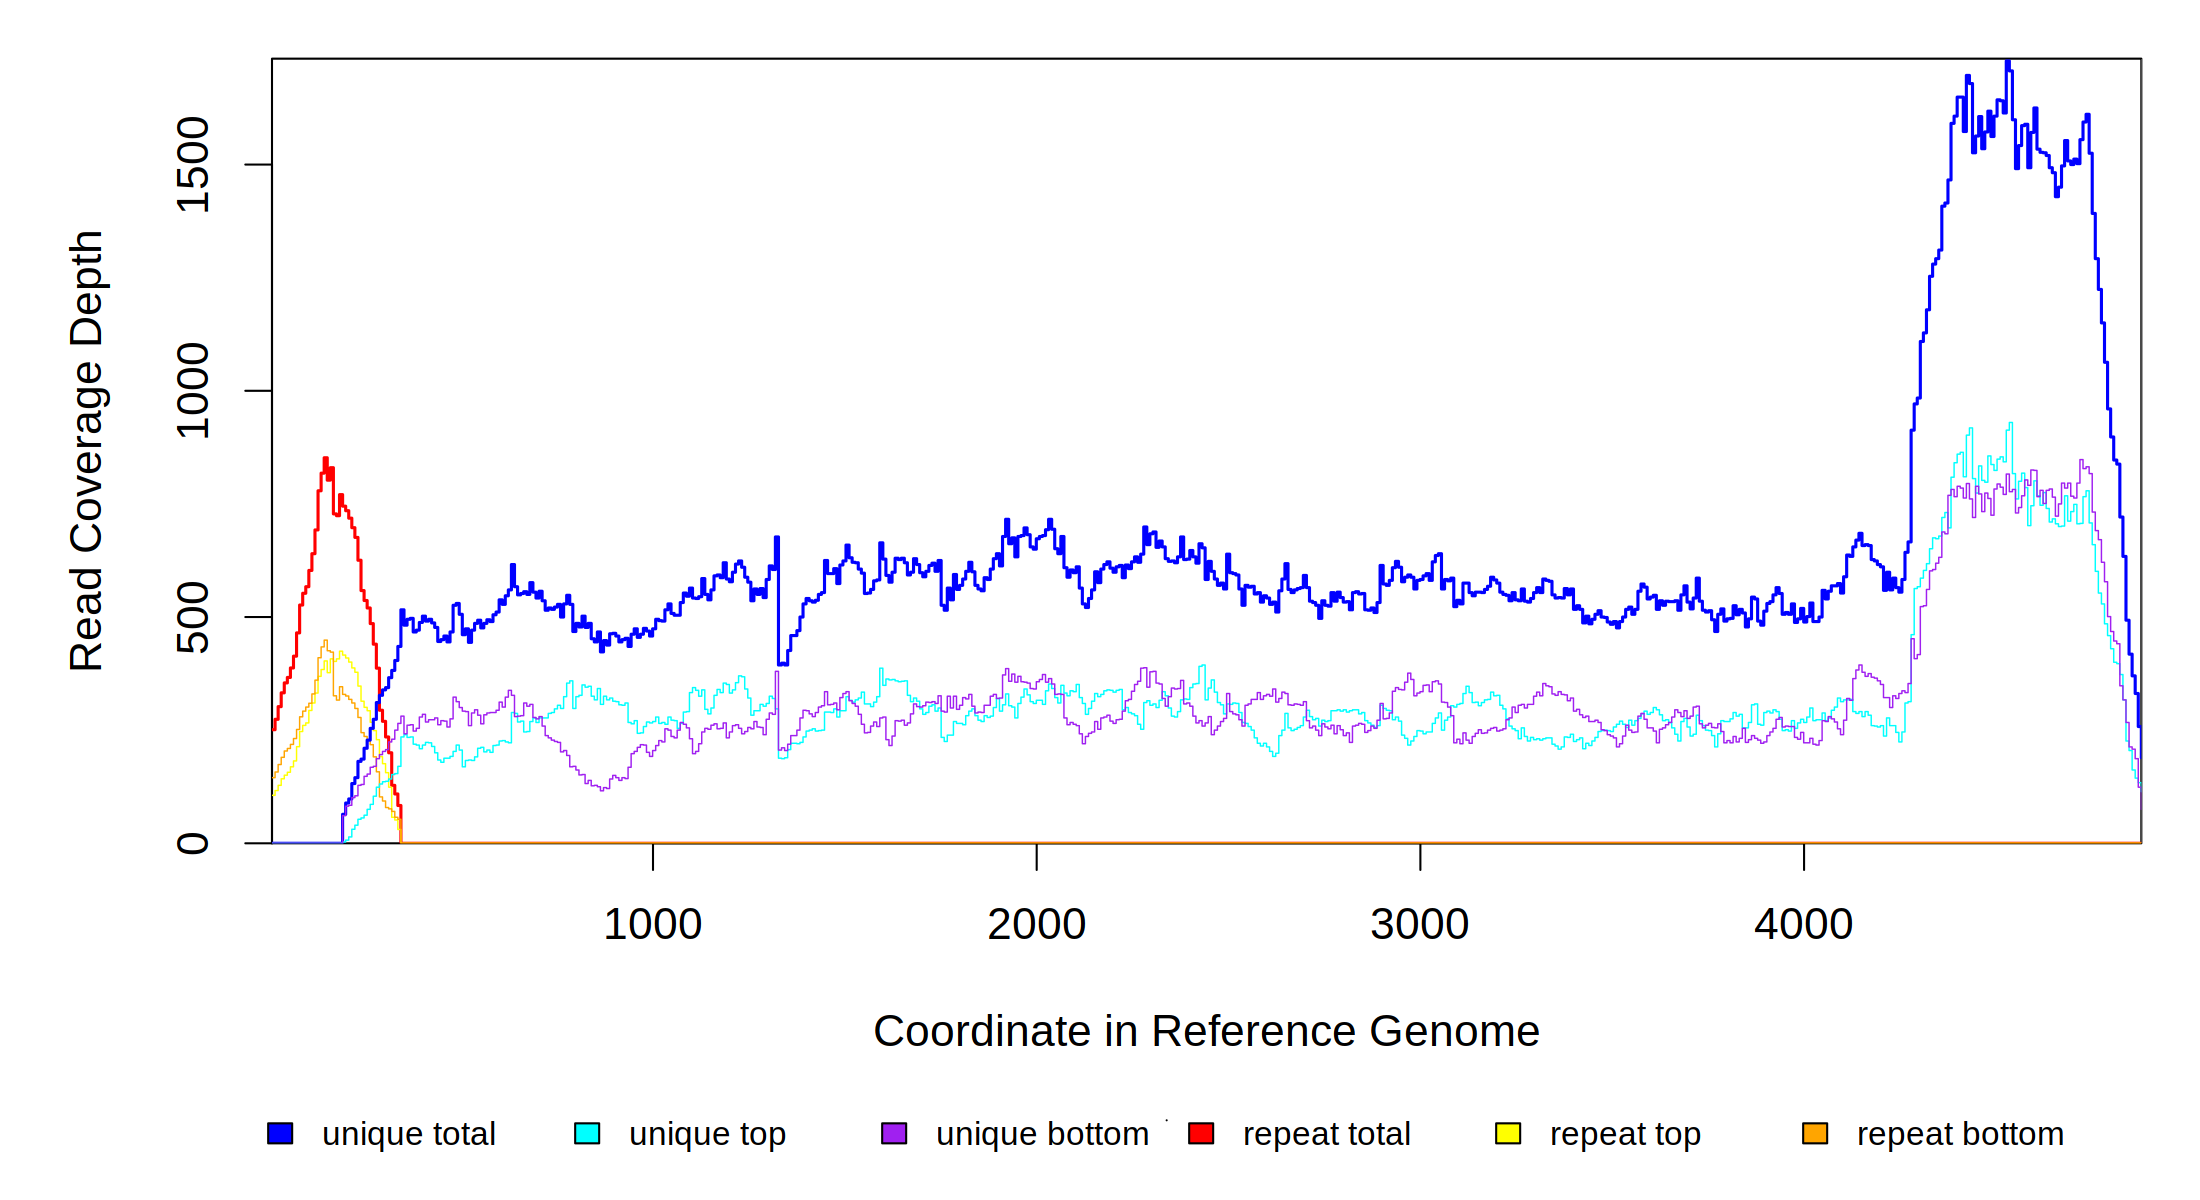 Read Coverage Depth
1500
1000
500
0
1000 2000 3000 4000
Coordinate in Reference Genome
unique total unique top unique bottom repeat total repeat top repeat bottom